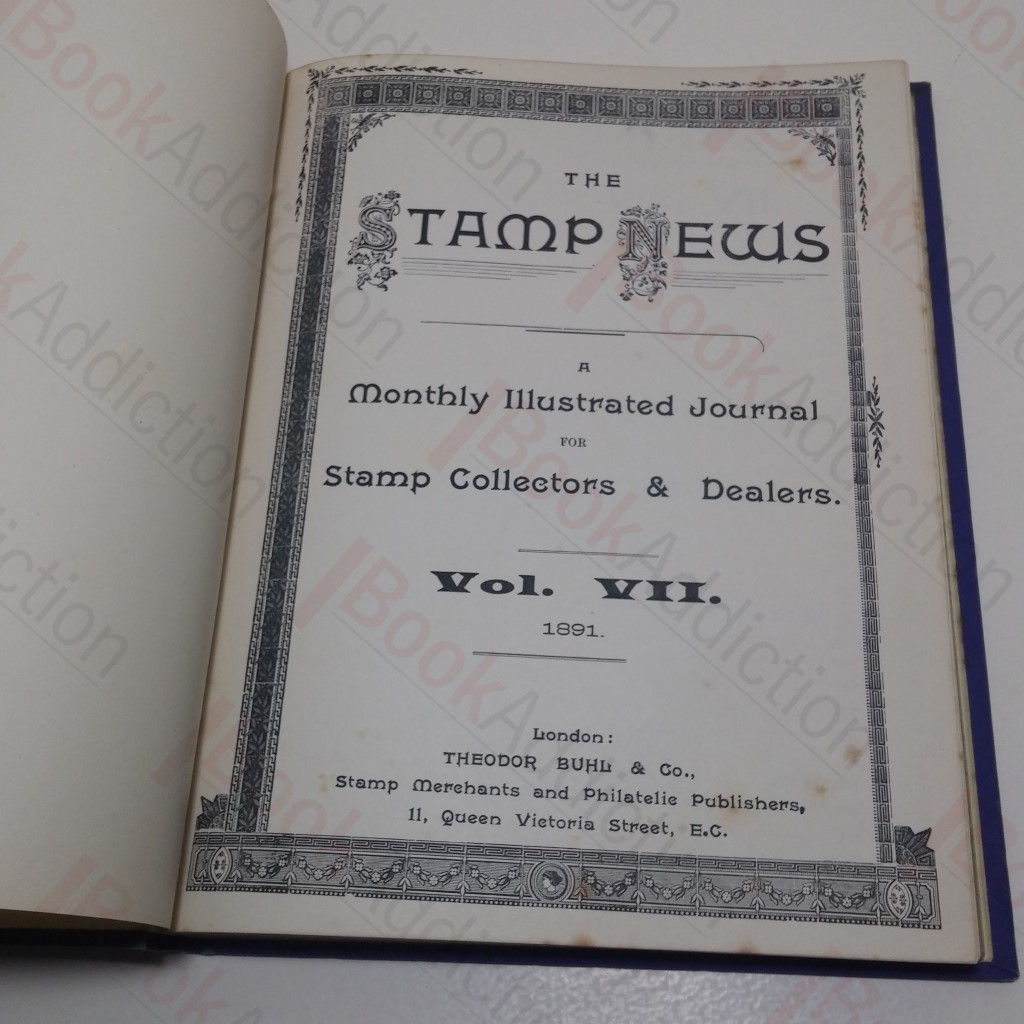 THE
STAMP NEWS
A
Monthly Illustrated Journal
FOR
Stamp Collectors & Dealers.
Vol. VII.
1891.
London:
THEODOR BUHL & Co.,
Stamp Merchants and Philatelic Publishers,
11, Queen Victoria Street, E.C.
BookAddiction